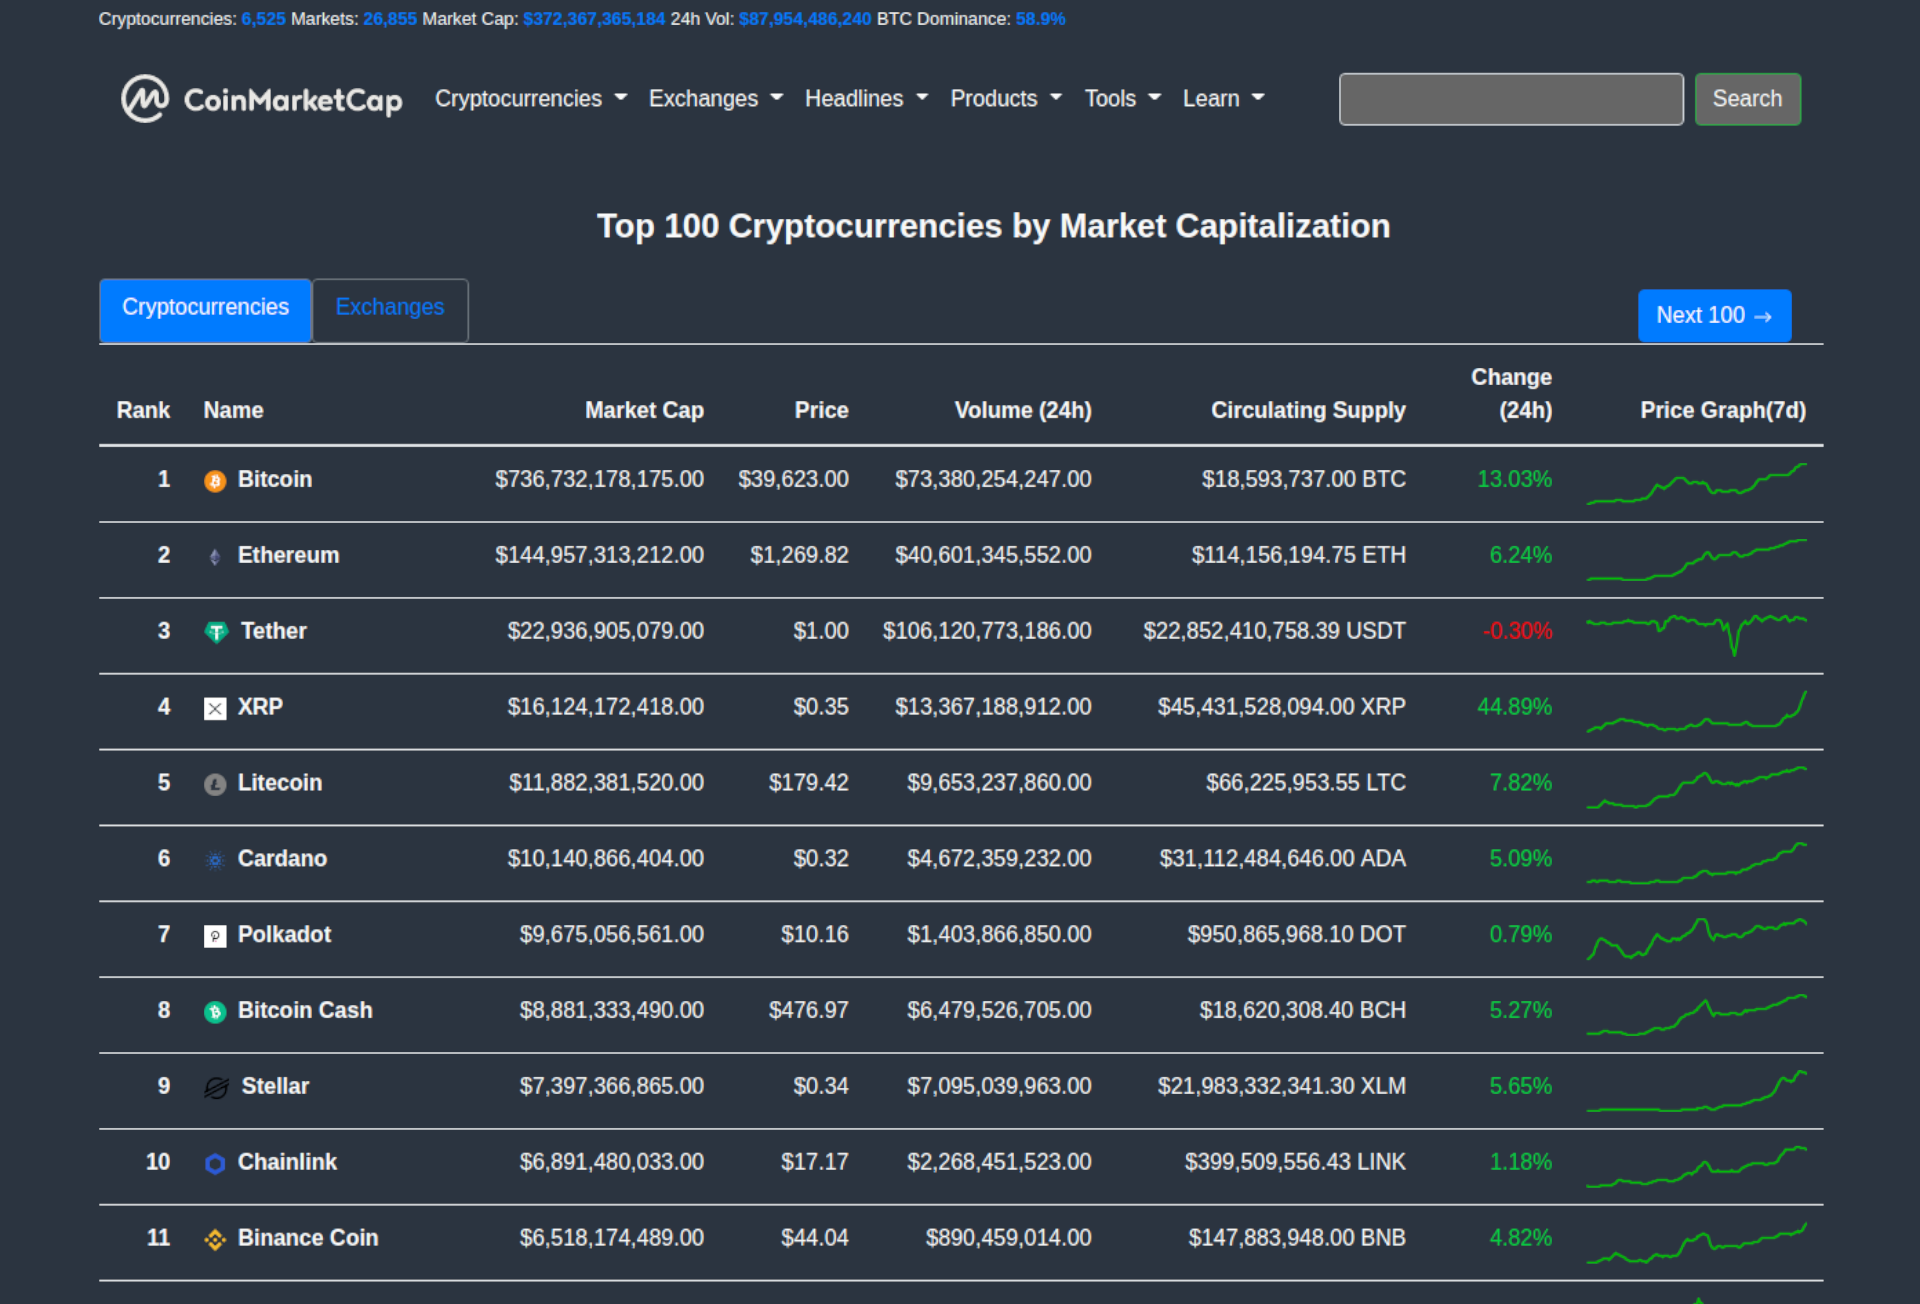 Cryptocurrencies: 6,525 Markets: 26,855 Market Cap: $372,367,365,184 24h Vol: $87,954,486,240 BTC Dominance: 58.9%
CoinMarketCap Cryptocurrencies Exchanges Headlines Products Tools Learn Search
Top 100 Cryptocurrencies by Market Capitalization
Cryptocurrencies Exchanges Next 100 →
Rank Name Market Cap Price Volume (24h) Circulating Supply Change (24h) Price Graph(7d)
1 Bitcoin $736,732,178,175.00 $39,623.00 $73,380,254,247.00 $18,593,737.00 BTC 13.03%
2 Ethereum $144,957,313,212.00 $1,269.82 $40,601,345,552.00 $114,156,194.75 ETH 6.24%
3 Tether $22,936,905,079.00 $1.00 $106,120,773,186.00 $22,852,410,758.39 USDT -0.30%
4 XRP $16,124,172,418.00 $0.35 $13,367,188,912.00 $45,431,528,094.00 XRP 44.89%
5 Litecoin $11,882,381,520.00 $179.42 $9,653,237,860.00 $66,225,953.55 LTC 7.82%
6 Cardano $10,140,866,404.00 $0.32 $4,672,359,232.00 $31,112,484,646.00 ADA 5.09%
7 Polkadot $9,675,056,561.00 $10.16 $1,403,866,850.00 $950,865,968.10 DOT 0.79%
8 Bitcoin Cash $8,881,333,490.00 $476.97 $6,479,526,705.00 $18,620,308.40 BCH 5.27%
9 Stellar $7,397,366,865.00 $0.34 $7,095,039,963.00 $21,983,332,341.30 XLM 5.65%
10 Chainlink $6,891,480,033.00 $17.17 $2,268,451,523.00 $399,509,556.43 LINK 1.18%
11 Binance Coin $6,518,174,489.00 $44.04 $890,459,014.00 $147,883,948.00 BNB 4.82%